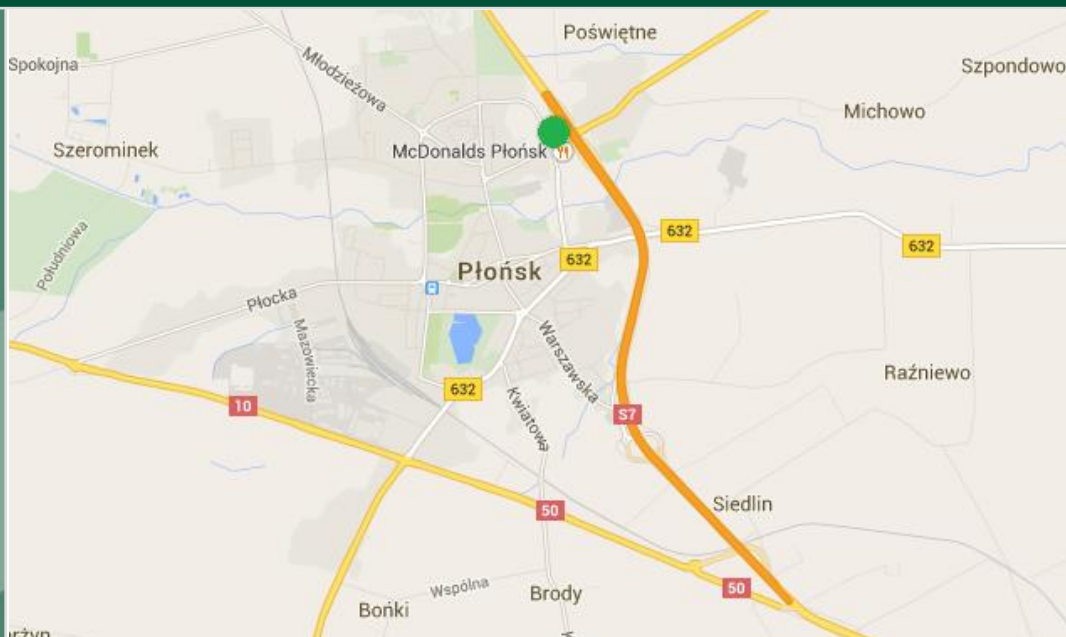 Poświętne
Spokojna
Młodzieżowa
Szpondowo
Michowo
Szerominek
McDonalds Płońsk
Południowa
632
632
632
Płońsk
Płocka
Mazowiecka
Warszawska
Raźniewo
632
10
Kwiatowa
S7
Siedlin
50
50
Wspólna
Brody
Bońki